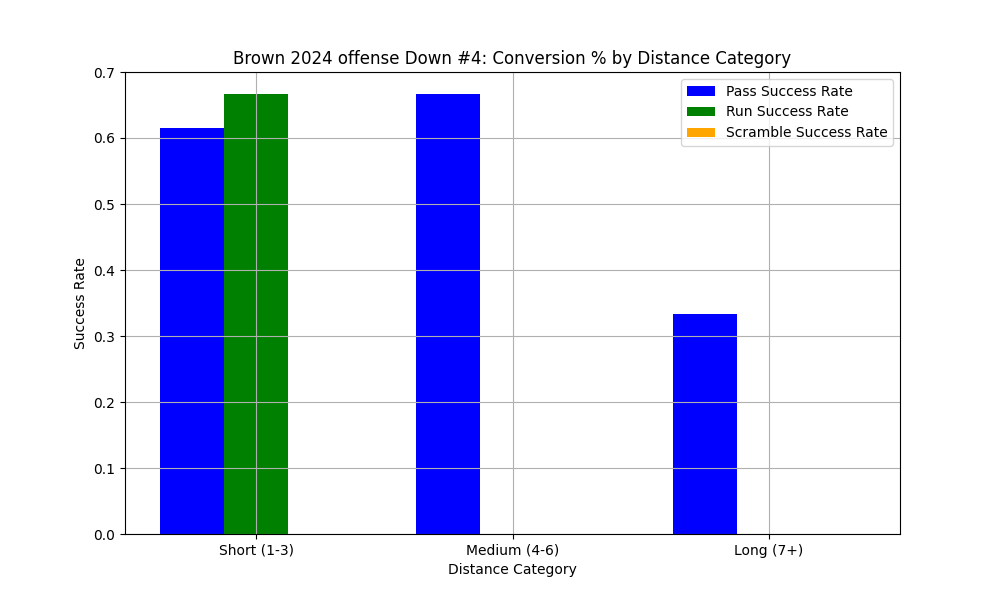 Brown 2024 offense Down #4: Conversion % by Distance Category
Pass Success Rate
Run Success Rate
Scramble Success Rate
Success Rate
0.7
0.6
0.5
0.4
0.3
0.2
0.1
0.0
Short (1-3)
Medium (4-6)
Long (7+)
Distance Category